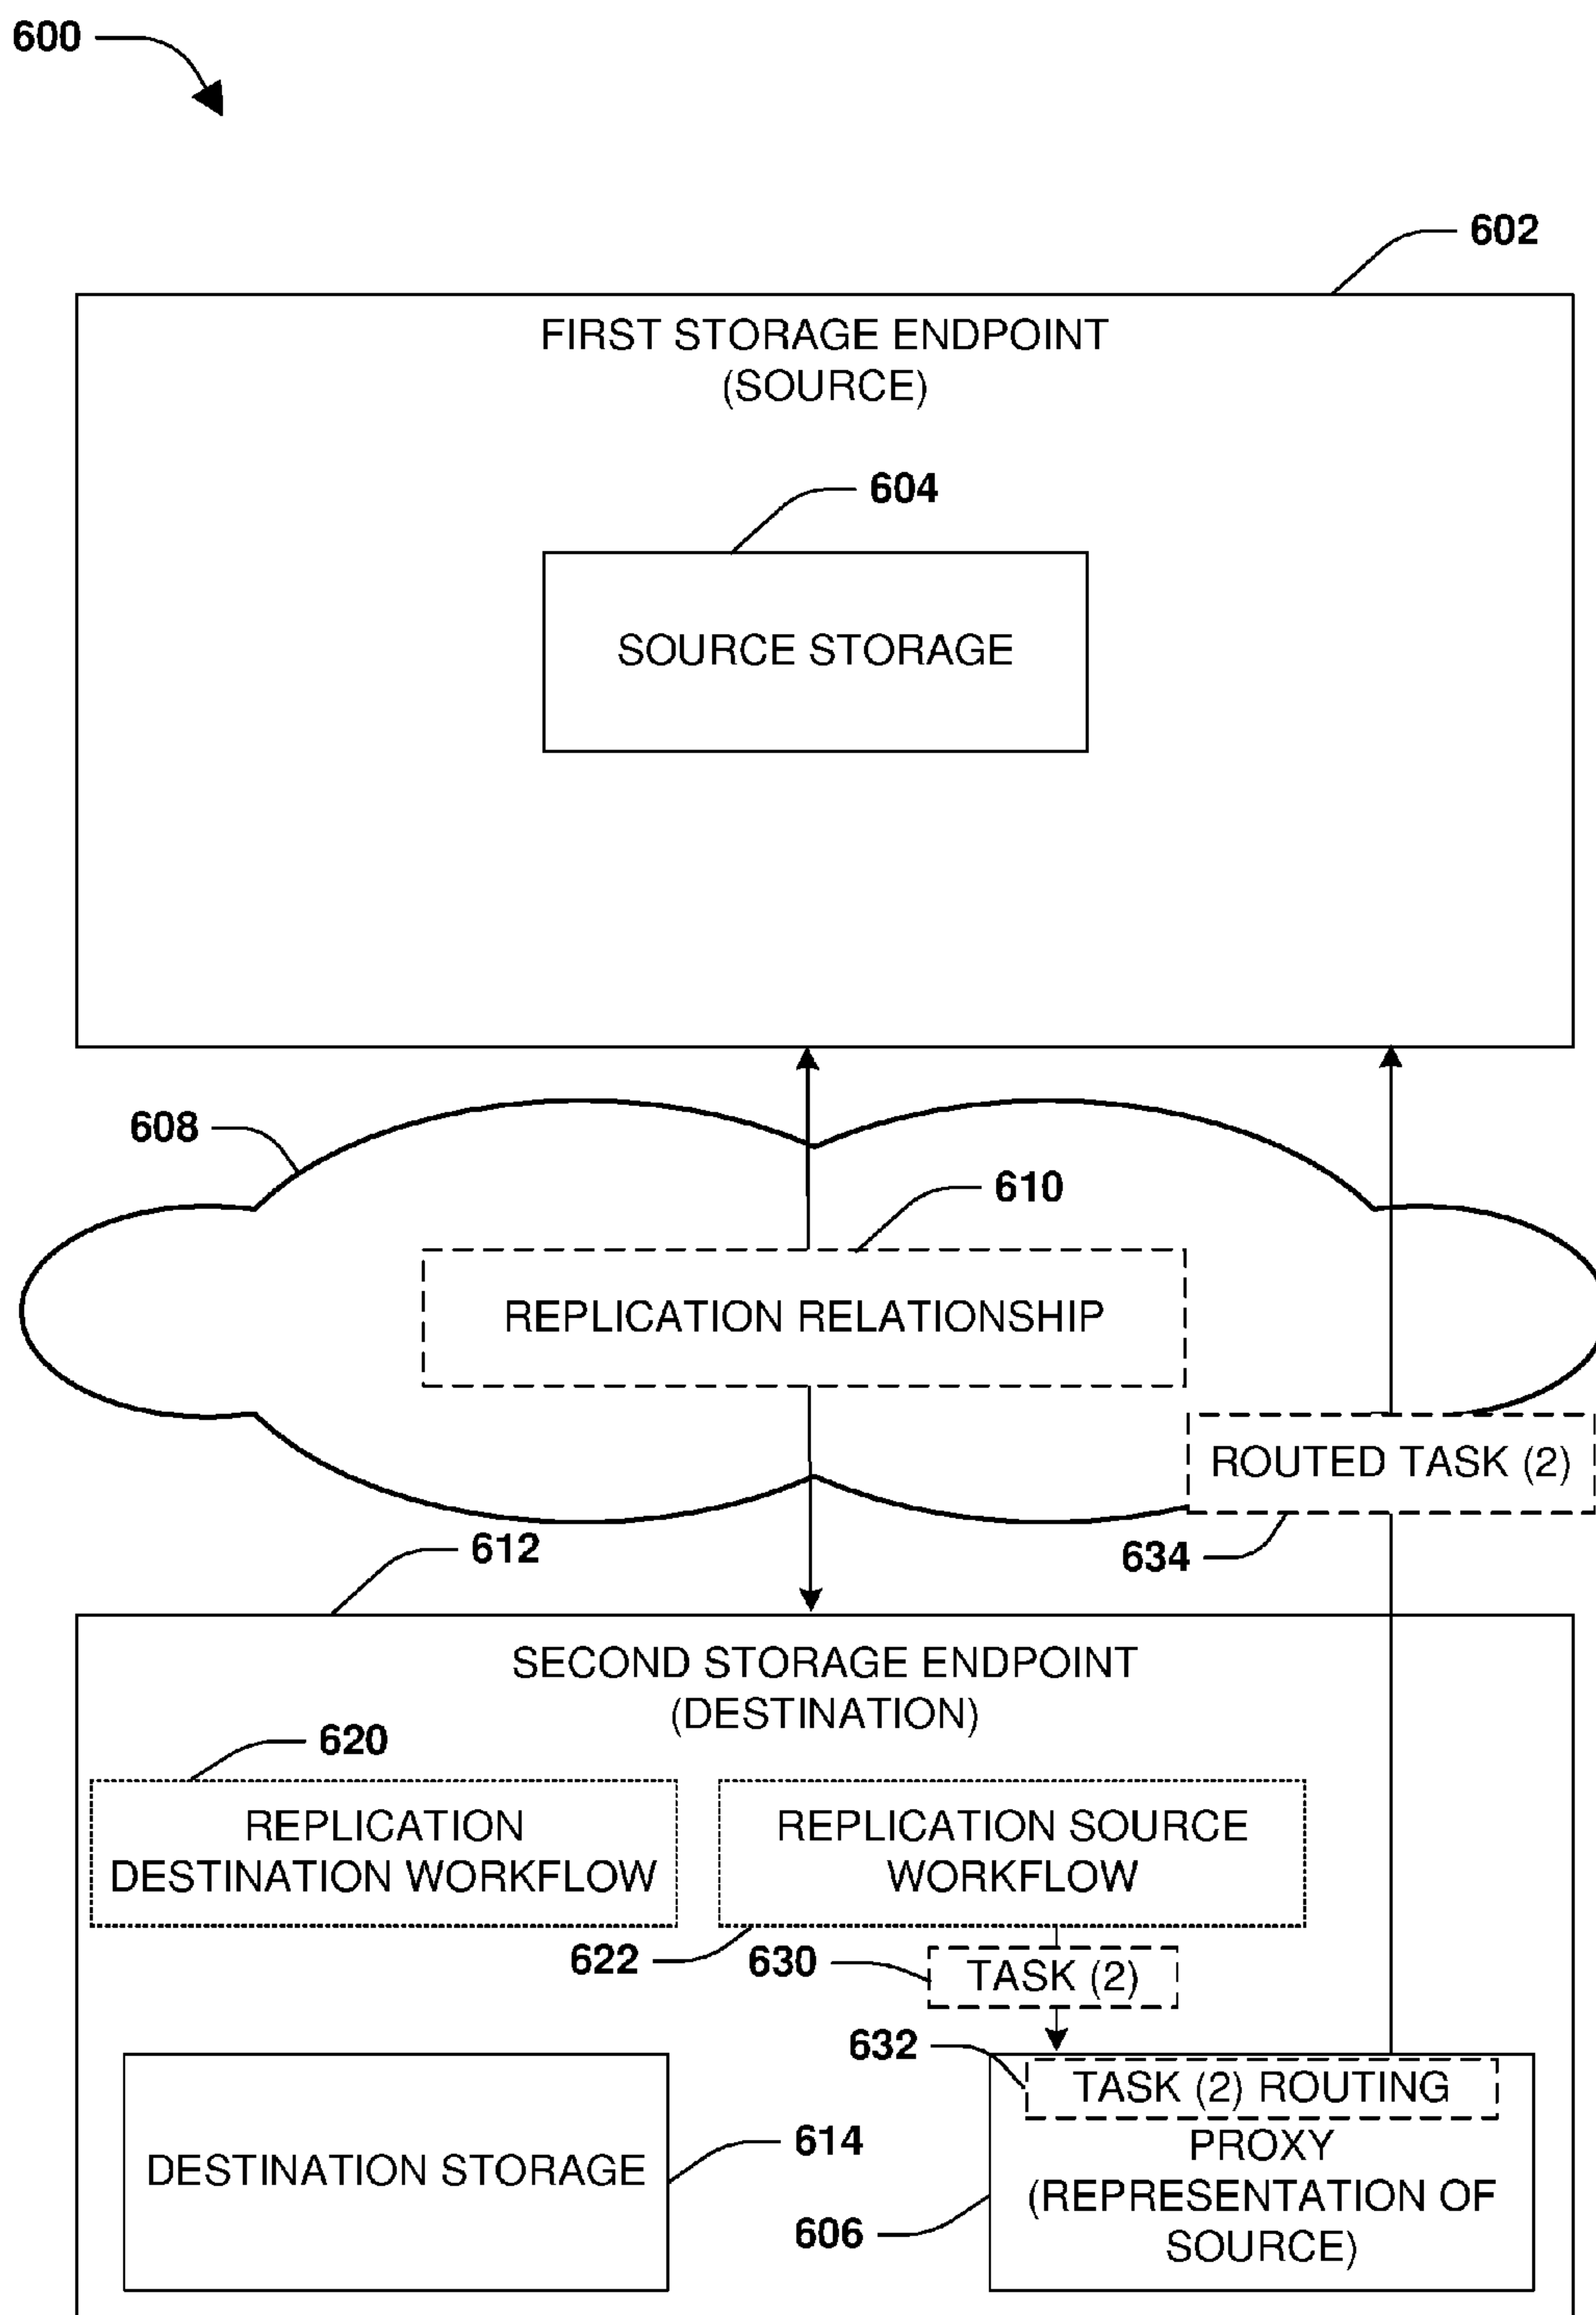 600
602
FIRST STORAGE ENDPOINT
(SOURCE)
604
SOURCE STORAGE
608
610
REPLICATION RELATIONSHIP
ROUTED TASK (2)
612
634
SECOND STORAGE ENDPOINT
(DESTINATION)
620
REPLICATION
DESTINATION WORKFLOW
REPLICATION SOURCE
WORKFLOW
622
630
TASK (2)
632
TASK (2) ROUTING
PROXY
(REPRESENTATION OF
SOURCE)
614
DESTINATION STORAGE
606